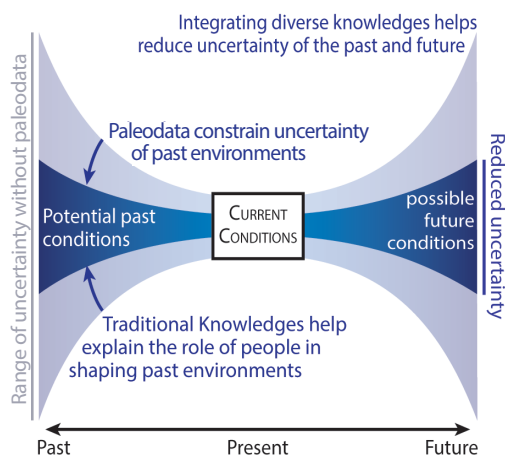 Integrating diverse knowledges helps
reduce uncertainty of the past and future
Range of uncertainty without paleodata
Paleodata constrain uncertainty
of past environments
Potential past
conditions
CURRENT
CONDITIONS
possible
future
conditions
Reduced uncertainty
Traditional Knowledges help
explain the role of people in
shaping past environments
Past
Present
Future